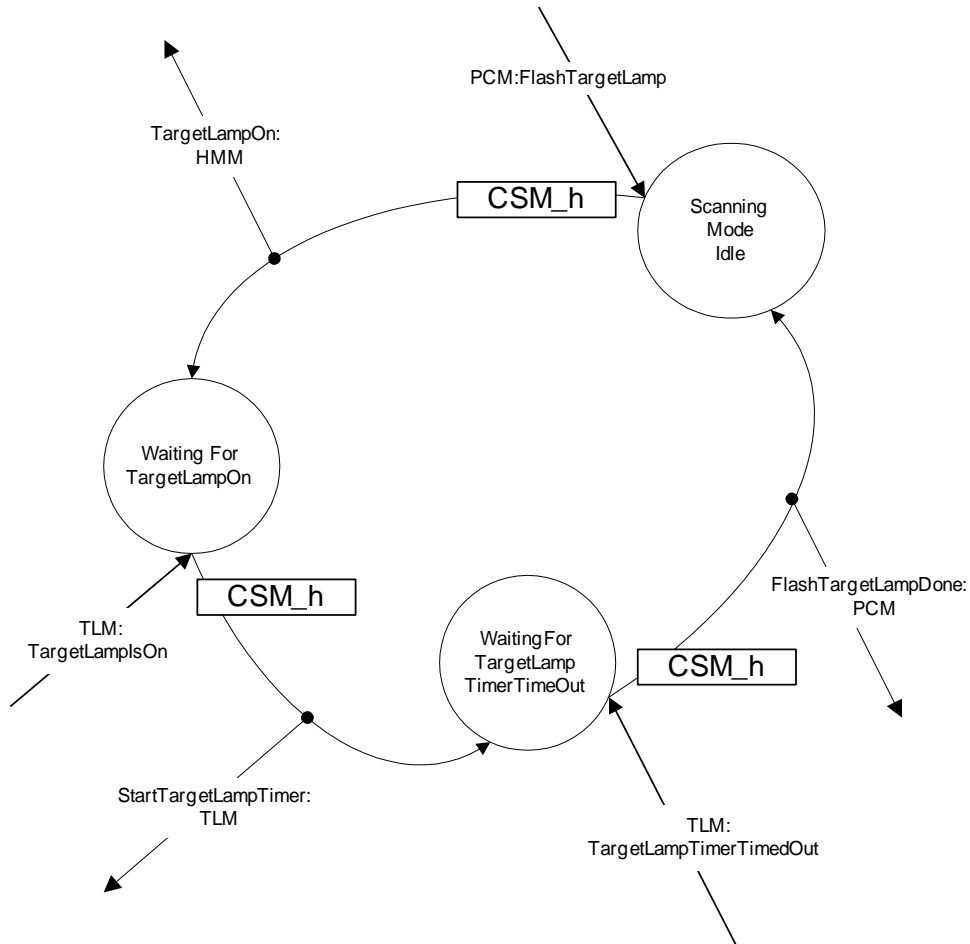 PCM:FlashTargetLamp
TargetLampOn:
HMM
CSM_h
Scanning
Mode
Idle
Waiting For
TargetLampOn
CSM_h
TLM:
TargetLampIsOn
WaitingFor
TargetLamp
TimerTimeOut
CSM_h
FlashTargetLampDone:
PCM
StartTargetLampTimer:
TLM
TLM:
TargetLampTimerTimedOut